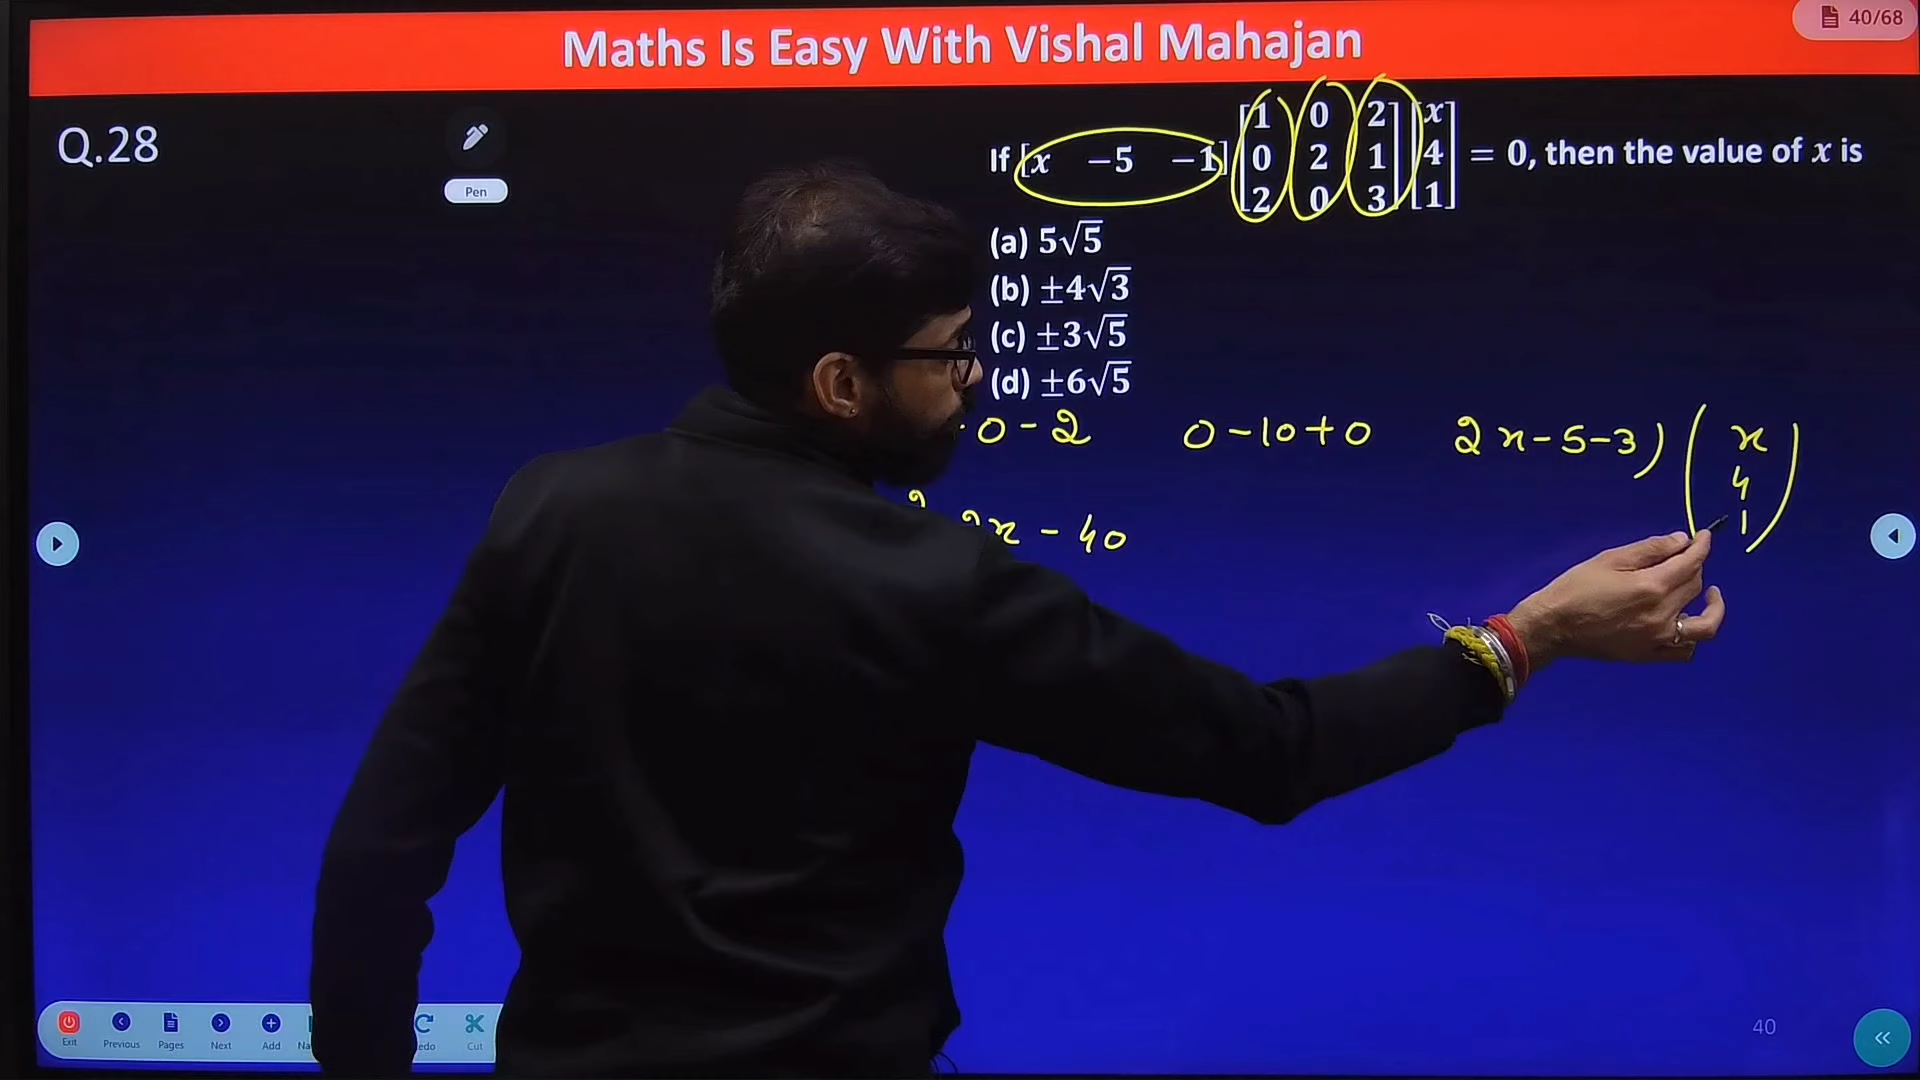 40/68
Maths Is Easy With Vishal Mahajan
Q.28
Pen
If [x −5 −1] [1 0 2 0 2 1 2 0 3] [x 4 1] = 0, then the value of x is
(a) 5√5
(b) ±4√3
(c) ±3√5
(d) ±6√5
0 - 2 0 - 10 + 0 2x - 5 - 3) (x 4 1)
2x - 40
Exit Previous Pages Next Add Cut
40